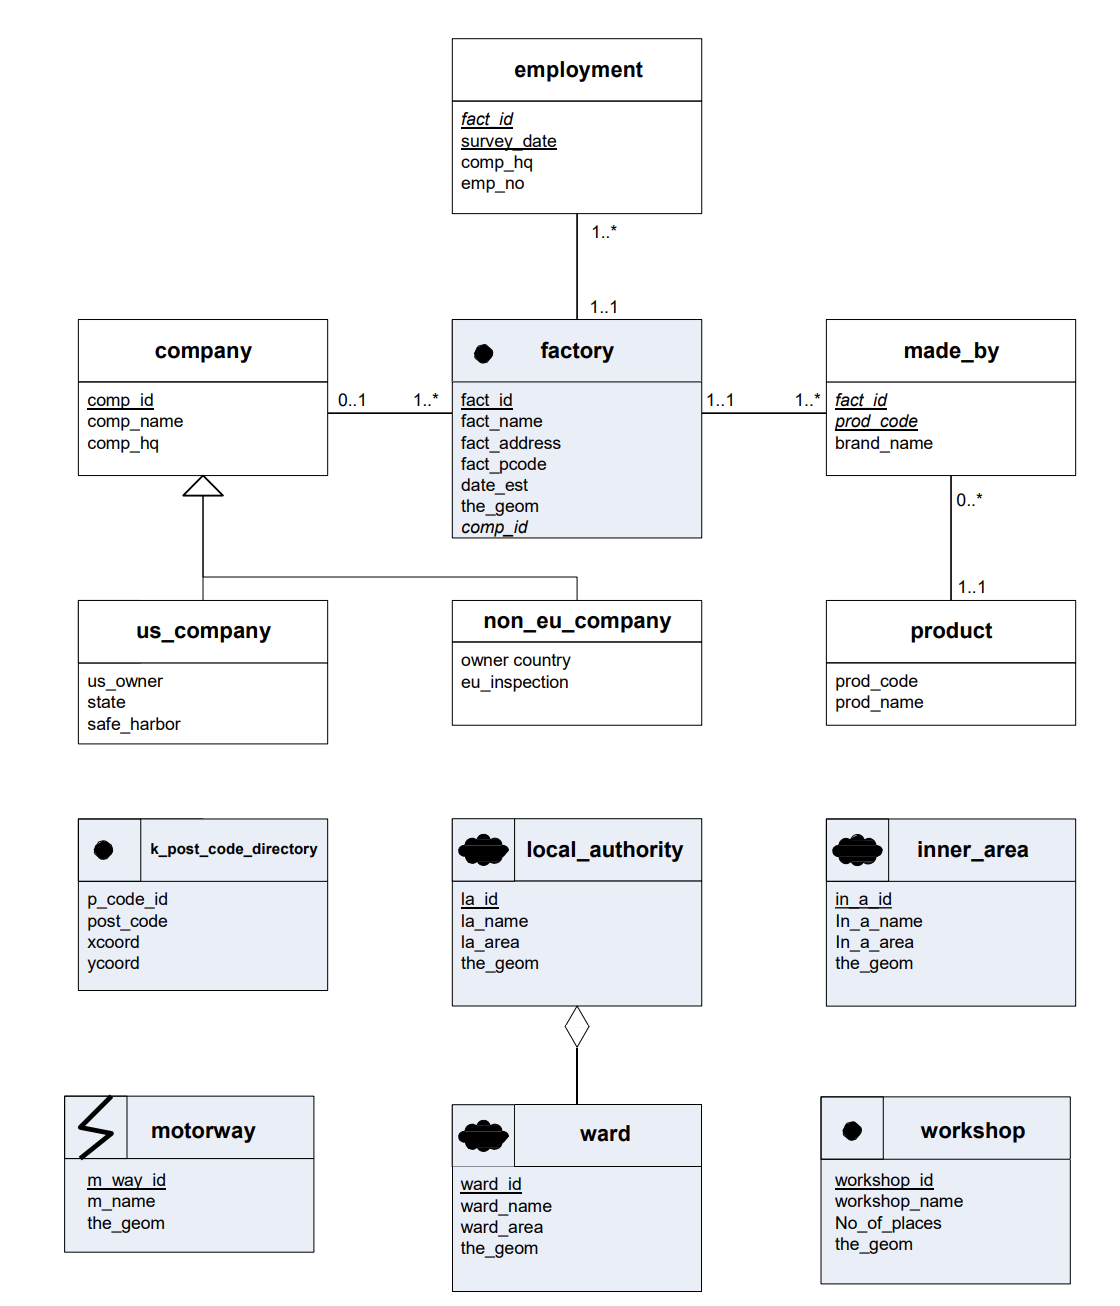 employment
fact_id
survey_date
comp_hq
emp_no
1..*
1..1
company
comp_id
comp_name
comp_hq
0..1
1..*
factory
fact_id
fact_name
fact_address
fact_pcode
date_est
the_geom
comp_id
1..1
1..*
made_by
fact_id
prod_code
brand_name
0..*
1..1
us_company
us_owner
state
safe_harbor
non_eu_company
owner country
eu_inspection
product
prod_code
prod_name
k_post_code_directory
p_code_id
post_code
xcoord
ycoord
local_authority
la_id
la_name
la_area
the_geom
inner_area
in_a_id
In_a_name
In_a_area
the_geom
motorway
m_way_id
m_name
the_geom
ward
ward_id
ward_name
ward_area
the_geom
workshop
workshop_id
workshop_name
No_of_places
the_geom